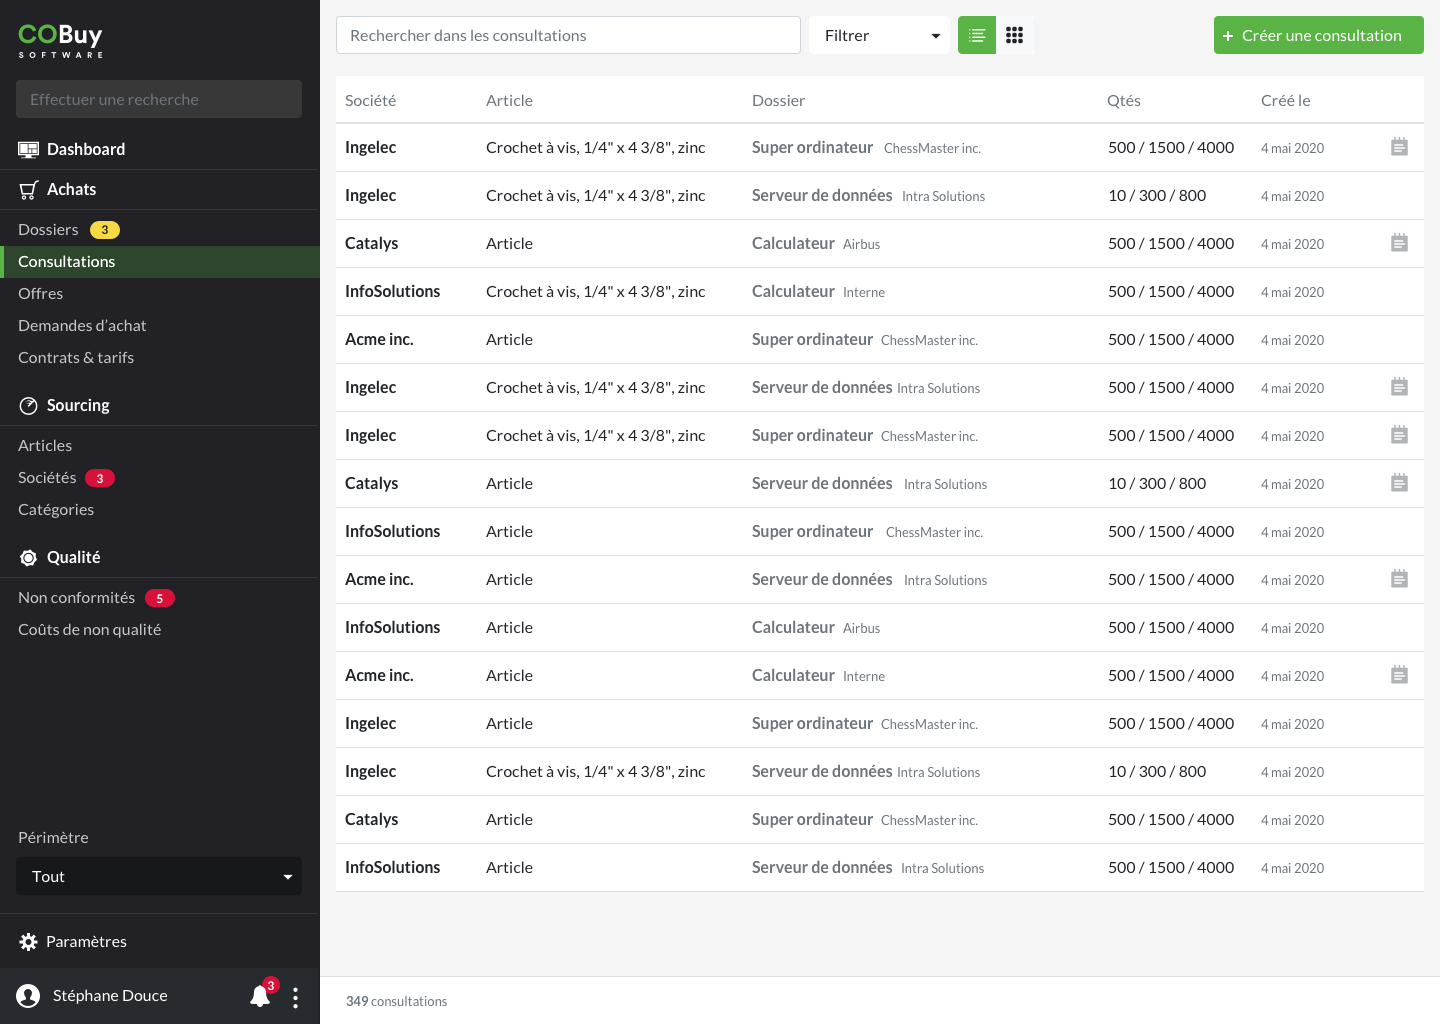 COBuy
SOFTWARE
Effectuer une recherche
Dashboard
Achats
Dossiers 3
Consultations
Offres
Demandes d’achat
Contrats & tarifs
Sourcing
Articles
Sociétés 3
Catégories
Qualité
Non conformités 5
Coûts de non qualité
Périmètre
Tout
Paramètres
Stéphane Douce 3
Rechercher dans les consultations Filtrer + Créer une consultation
Société Article Dossier Qtés Créé le
Ingelec Crochet à vis, 1/4" x 4 3/8", zinc Super ordinateur ChessMaster inc. 500 / 1500 / 4000 4 mai 2020
Ingelec Crochet à vis, 1/4" x 4 3/8", zinc Serveur de données Intra Solutions 10 / 300 / 800 4 mai 2020
Catalys Article Calculateur Airbus 500 / 1500 / 4000 4 mai 2020
InfoSolutions Crochet à vis, 1/4" x 4 3/8", zinc Calculateur Interne 500 / 1500 / 4000 4 mai 2020
Acme inc. Article Super ordinateur ChessMaster inc. 500 / 1500 / 4000 4 mai 2020
Ingelec Crochet à vis, 1/4" x 4 3/8", zinc Serveur de données Intra Solutions 500 / 1500 / 4000 4 mai 2020
Ingelec Crochet à vis, 1/4" x 4 3/8", zinc Super ordinateur ChessMaster inc. 500 / 1500 / 4000 4 mai 2020
Catalys Article Serveur de données Intra Solutions 10 / 300 / 800 4 mai 2020
InfoSolutions Article Super ordinateur ChessMaster inc. 500 / 1500 / 4000 4 mai 2020
Acme inc. Article Serveur de données Intra Solutions 500 / 1500 / 4000 4 mai 2020
InfoSolutions Article Calculateur Airbus 500 / 1500 / 4000 4 mai 2020
Acme inc. Article Calculateur Interne 500 / 1500 / 4000 4 mai 2020
Ingelec Article Super ordinateur ChessMaster inc. 500 / 1500 / 4000 4 mai 2020
Ingelec Crochet à vis, 1/4" x 4 3/8", zinc Serveur de données Intra Solutions 10 / 300 / 800 4 mai 2020
Catalys Article Super ordinateur ChessMaster inc. 500 / 1500 / 4000 4 mai 2020
InfoSolutions Article Serveur de données Intra Solutions 500 / 1500 / 4000 4 mai 2020
349 consultations